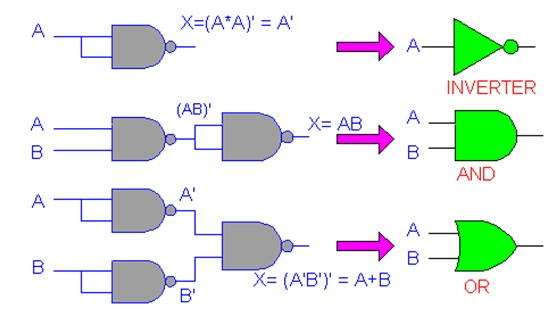 A
X=(A*A)' = A'
A
INVERTER
A
B
(AB)'
X= AB
A
B
AND
A
A'
B
B'
X= (A'B')' = A+B
A
B
OR